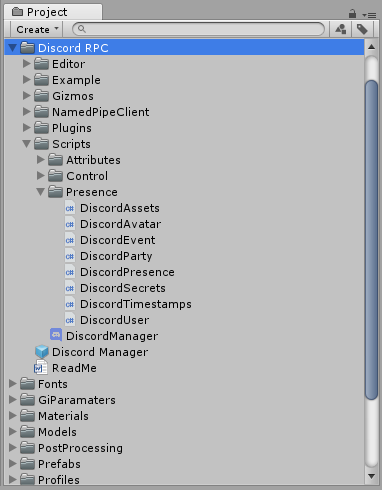 Project
Create
Discord RPC
Editor
Example
Gizmos
NamedPipeClient
Plugins
Scripts
Attributes
Control
Presence
DiscordAssets
DiscordAvatar
DiscordEvent
DiscordParty
DiscordPresence
DiscordSecrets
DiscordTimestamps
DiscordUser
DiscordManager
Discord Manager
ReadMe
Fonts
GiParamaters
Materials
Models
PostProcessing
Prefabs
Profiles